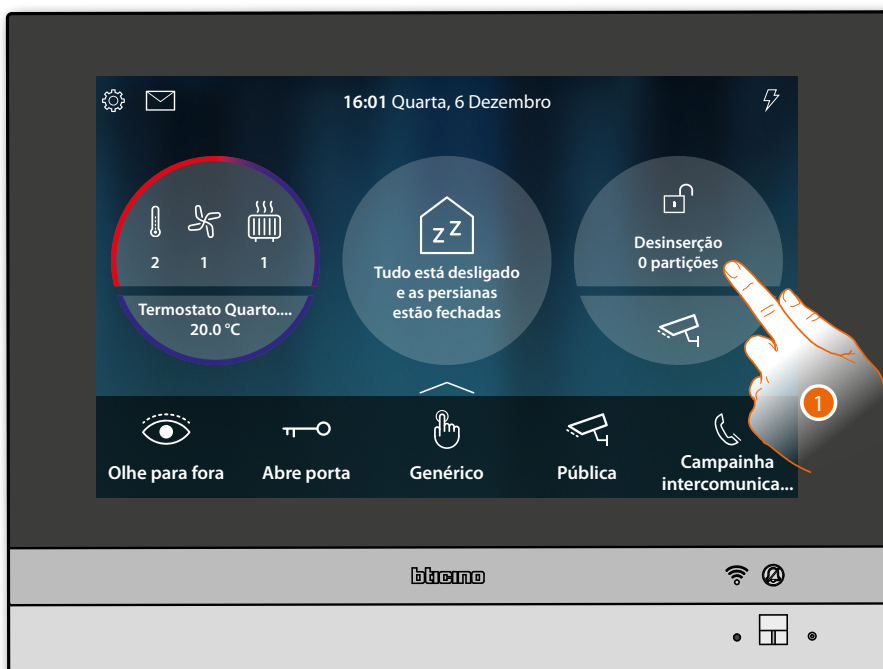 16:01 Quarta, 6 Dezembro
2 1 1
Termostato Quarto....
20.0 °C
z z
Tudo está desligado
e as persianas
estão fechadas
Desinserção
0 partições
1
Olhe para fora
Abre porta
Genérico
Pública
Campainha
intercomunica...
bticino